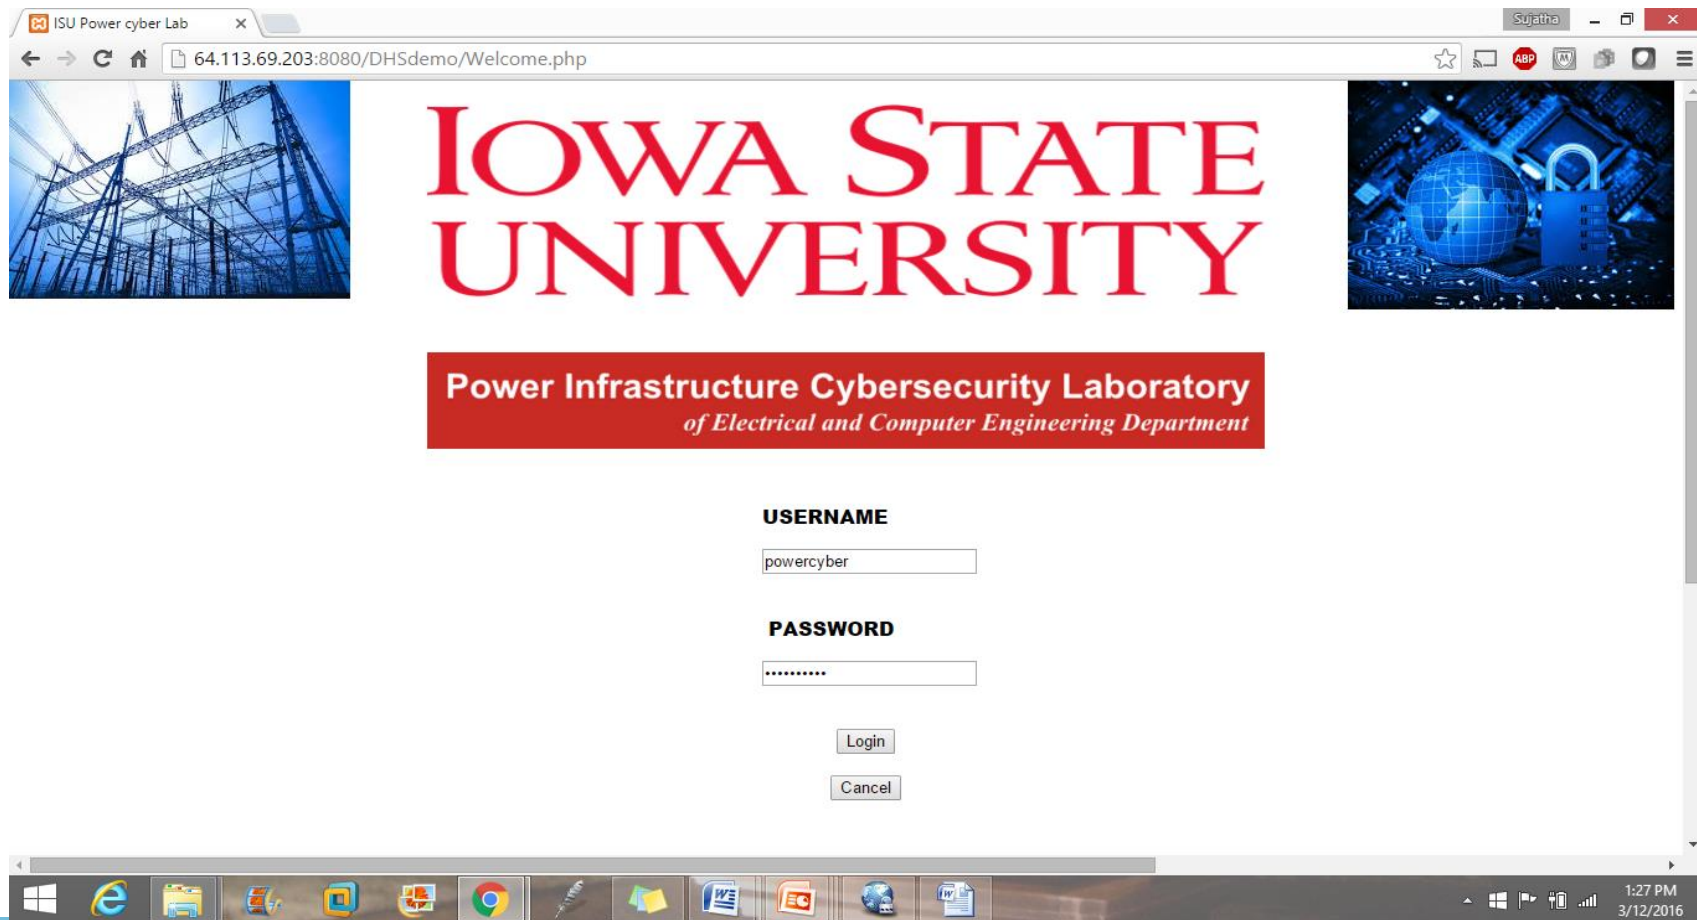 ISU Power cyber Lab
Sujatha
64.113.69.203:8080/DHSdemo/Welcome.php
ABP
IOWA STATE
UNIVERSITY
Power Infrastructure Cybersecurity Laboratory
of Electrical and Computer Engineering Department
USERNAME
powercyber
PASSWORD
••••••••••
Login
Cancel
1:27 PM
3/12/2016